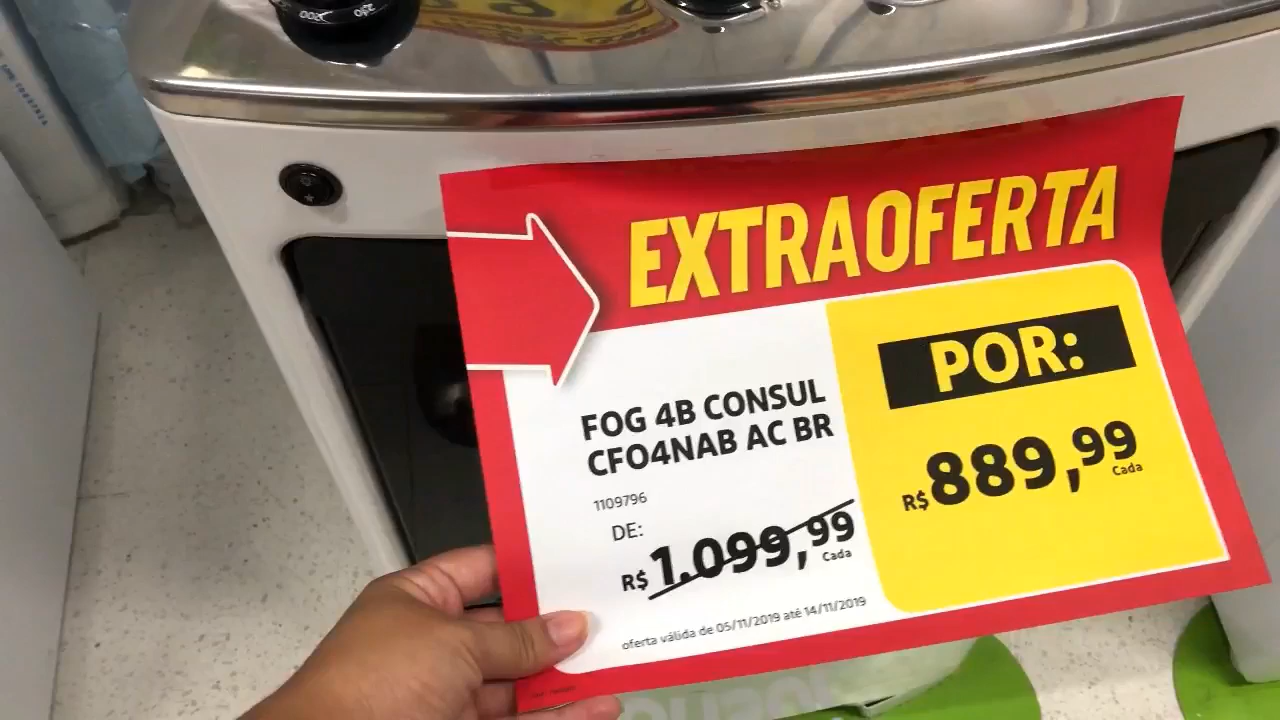 EXTRAOFERTA
FOG 4B CONSUL
CFO4NAB AC BR
1109796
DE:
R$ 1.099,99
Cada
oferta válida de 05/11/2019 até 14/11/2019
POR:
R$ 889,99
Cada